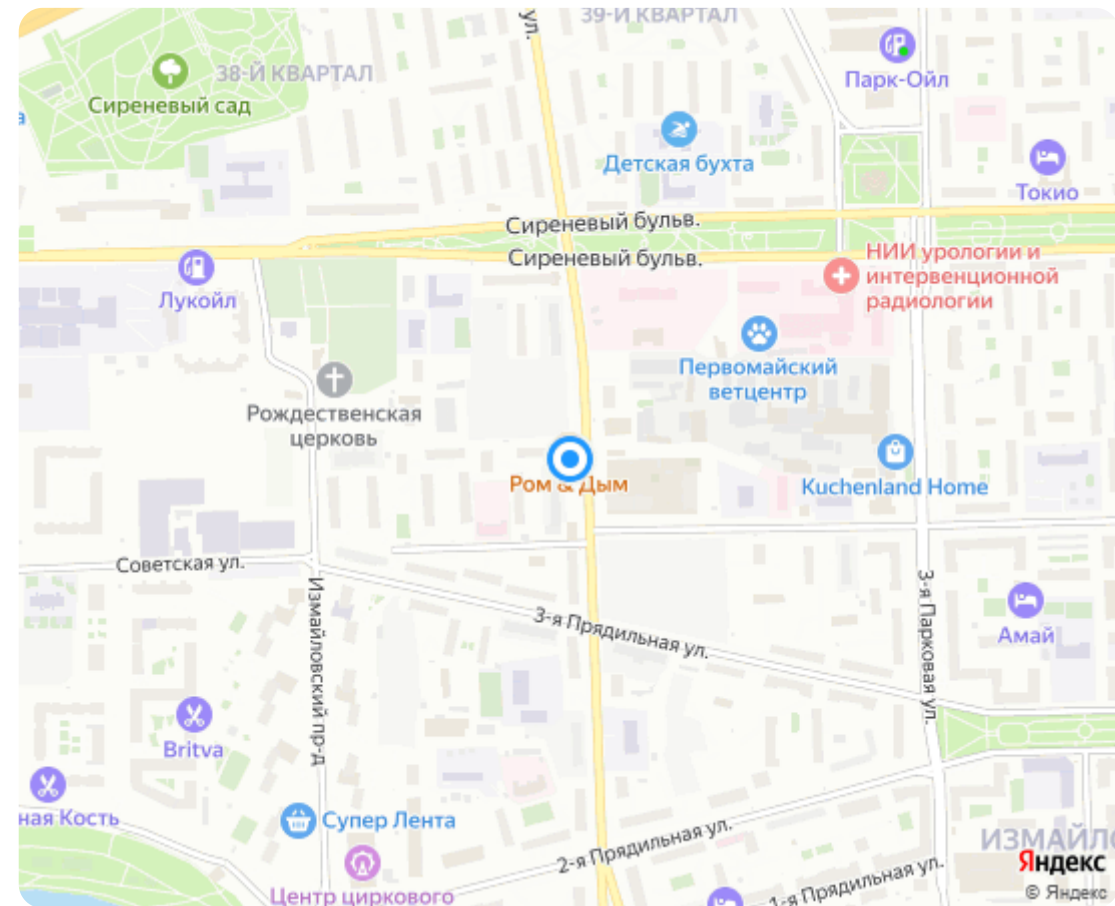 39-Й КВАРТАЛ
ул.
38-Й КВАРТАЛ
Парк-Ойл
Сиреневый сад
Детская бухта
Токио
Сиреневый бульв.
Сиреневый бульв.
НИИ урологии и
интервенционной
радиологии
Лукойл
Первомайский
ветцентр
Рождественская
церковь
Ром & Дым
Kuchenland Home
Советская ул.
Измайловский пр-д
3-я Прядильная ул.
3-я Парковая ул.
Амай
Britva
ная Кость
Супер Лента
2-я Прядильная ул.
ИЗМАЙЛО
Яндекс
1-я Прядильная ул.
© Яндекс
Центр циркового